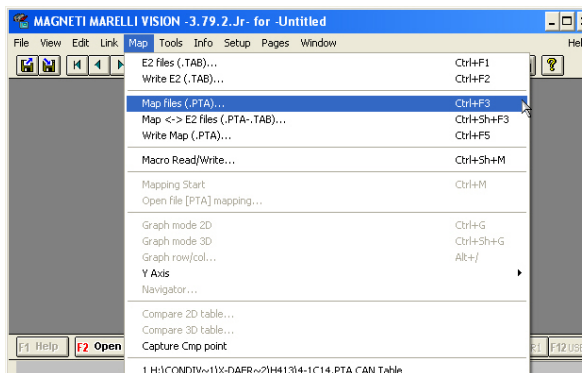 MAGNETI MARELLI VISION -3.79.2.Jr- for -Untitled
File View Edit Link Map Tools Info Setup Pages Window
E2 files (.TAB)... Ctrl+F1
Write E2 (.TAB)... Ctrl+F2
Map files (.PTA)... Ctrl+F3
Map <-> E2 files (.PTA-.TAB)... Ctrl+Sh+F3
Write Map (.PTA)... Ctrl+F5
Macro Read/Write... Ctrl+Sh+M
Mapping Start Ctrl+M
Open file [PTA] mapping...
Graph mode 2D Ctrl+G
Graph mode 3D Ctrl+Sh+G
Graph row/col... Alt+/
Y Axis
Navigator...
Compare 2D table...
Compare 3D table...
F1 Help F2 Open Capture Cmp point F12
1 H:\CONDIV~1\X-DAER~2\H413\4-1C14.PTA CAN Table